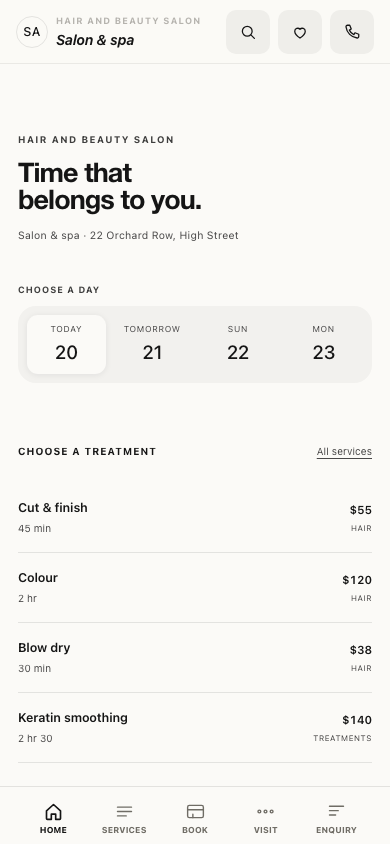 SA
HAIR AND BEAUTY SALON
Salon & spa
HAIR AND BEAUTY SALON
Time that
belongs to you.
Salon & spa · 22 Orchard Row, High Street
CHOOSE A DAY
TODAY TOMORROW SUN MON
20 21 22 23
CHOOSE A TREATMENT All services
Cut & finish $55
45 min HAIR
Colour $120
2 hr HAIR
Blow dry $38
30 min HAIR
Keratin smoothing $140
2 hr 30 TREATMENTS
HOME SERVICES BOOK VISIT ENQUIRY